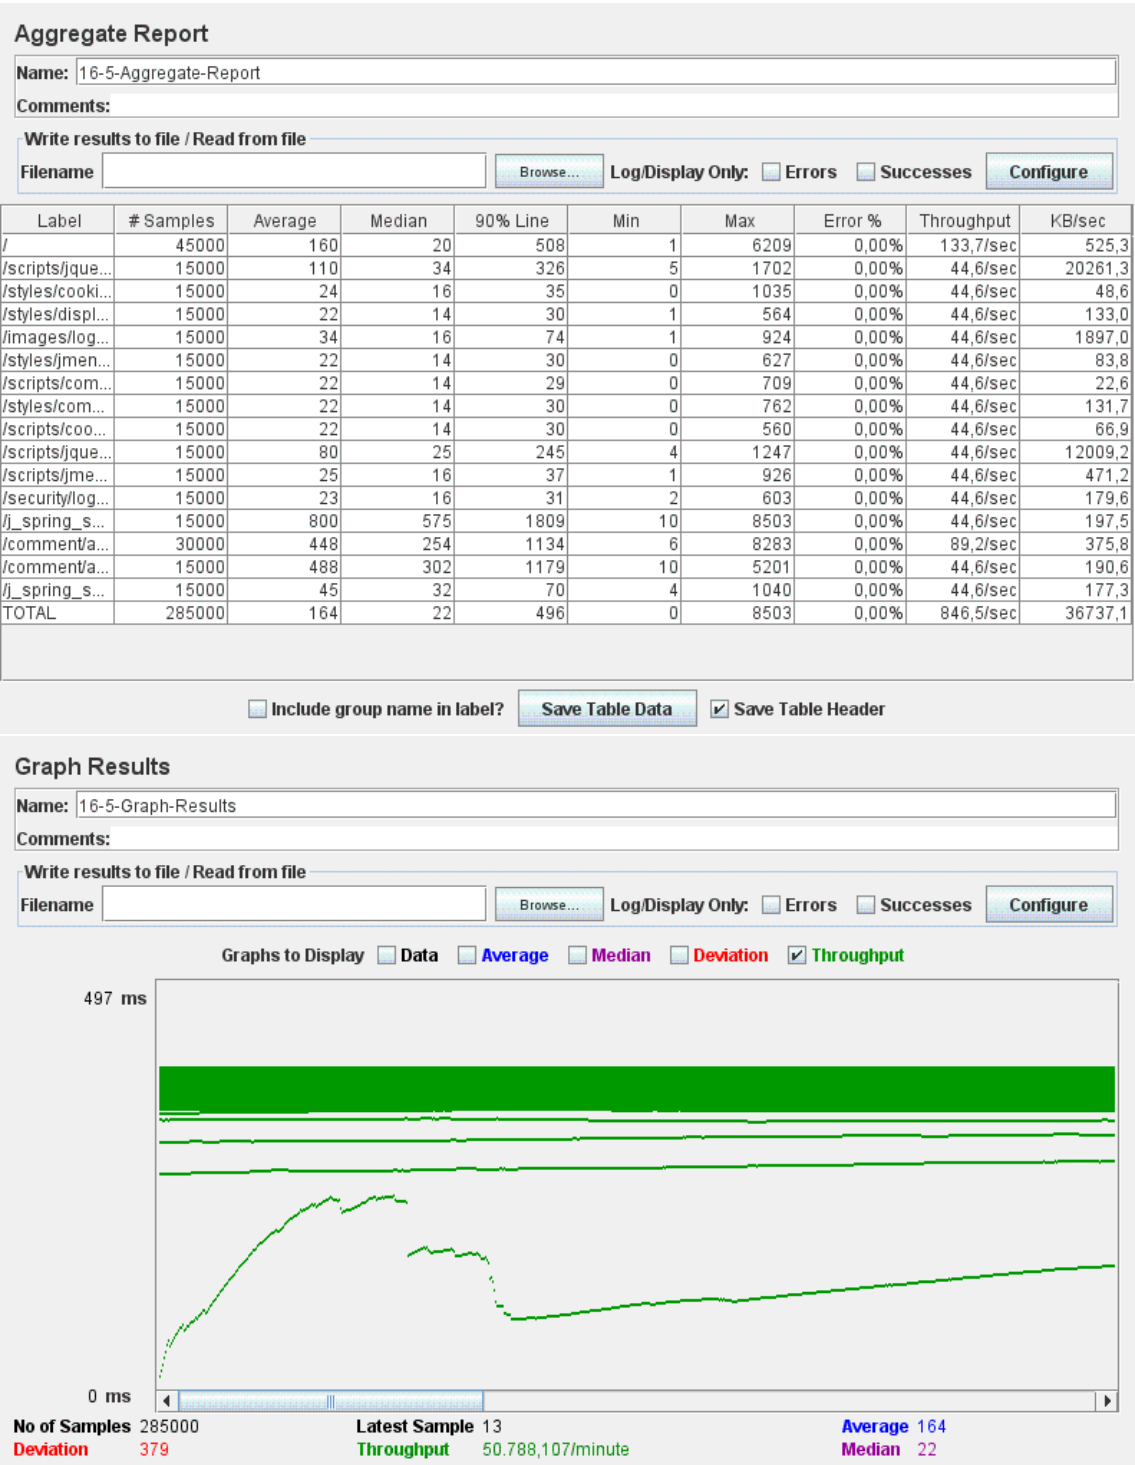 Aggregate Report
Name: 16-5-Aggregate-Report
Comments:
Write results to file / Read from file
Filename Browse... Log/Display Only: Errors Successes Configure
Label # Samples Average Median 90% Line Min Max Error % Throughput KB/sec
/ 45000 160 20 508 1 6209 0,00% 133,7/sec 525,3
/scripts/jque... 15000 110 34 326 5 1702 0,00% 44,6/sec 20261,3
/styles/cooki... 15000 24 16 35 0 1035 0,00% 44,6/sec 48,6
/styles/displ... 15000 22 14 30 1 564 0,00% 44,6/sec 133,0
/images/log... 15000 34 16 74 1 924 0,00% 44,6/sec 1897,0
/styles/jmen... 15000 22 14 30 0 627 0,00% 44,6/sec 83,8
/scripts/com... 15000 22 14 29 0 709 0,00% 44,6/sec 22,6
/styles/com... 15000 22 14 30 0 762 0,00% 44,6/sec 131,7
/scripts/coo... 15000 22 14 30 0 560 0,00% 44,6/sec 66,9
/scripts/jque... 15000 80 25 245 4 1247 0,00% 44,6/sec 12009,2
/scripts/jme... 15000 25 16 37 1 926 0,00% 44,6/sec 471,2
/security/log... 15000 23 16 31 2 603 0,00% 44,6/sec 179,6
/j_spring_s... 15000 800 575 1809 10 8503 0,00% 44,6/sec 197,5
/comment/a... 30000 448 254 1134 6 8283 0,00% 89,2/sec 375,8
/comment/a... 15000 488 302 1179 10 5201 0,00% 44,6/sec 190,6
/j_spring_s... 15000 45 32 70 4 1040 0,00% 44,6/sec 177,3
TOTAL 285000 164 22 496 0 8503 0,00% 846,5/sec 36737,1
Include group name in label? Save Table Data Save Table Header
Graph Results
Name: 16-5-Graph-Results
Comments:
Write results to file / Read from file
Filename Browse... Log/Display Only: Errors Successes Configure
Graphs to Display Data Average Median Deviation Throughput
497 ms
0 ms
No of Samples 285000 Latest Sample 13 Average 164
Deviation 379 Throughput 50.788,107/minute Median 22